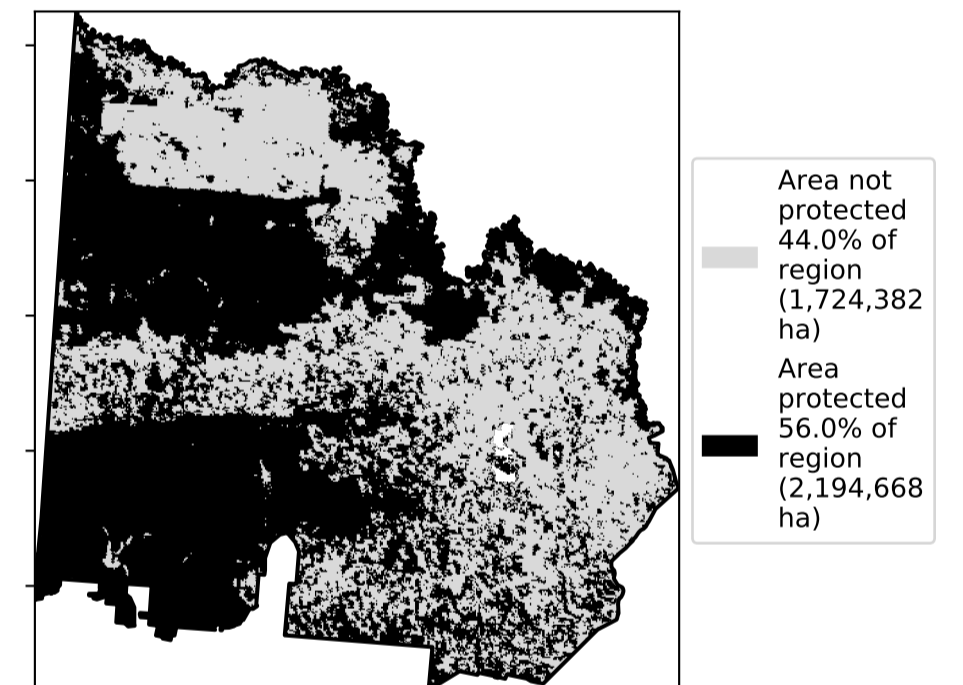 Area not
protected
44.0% of
region
(1,724,382
ha)
Area
protected
56.0% of
region
(2,194,668
ha)